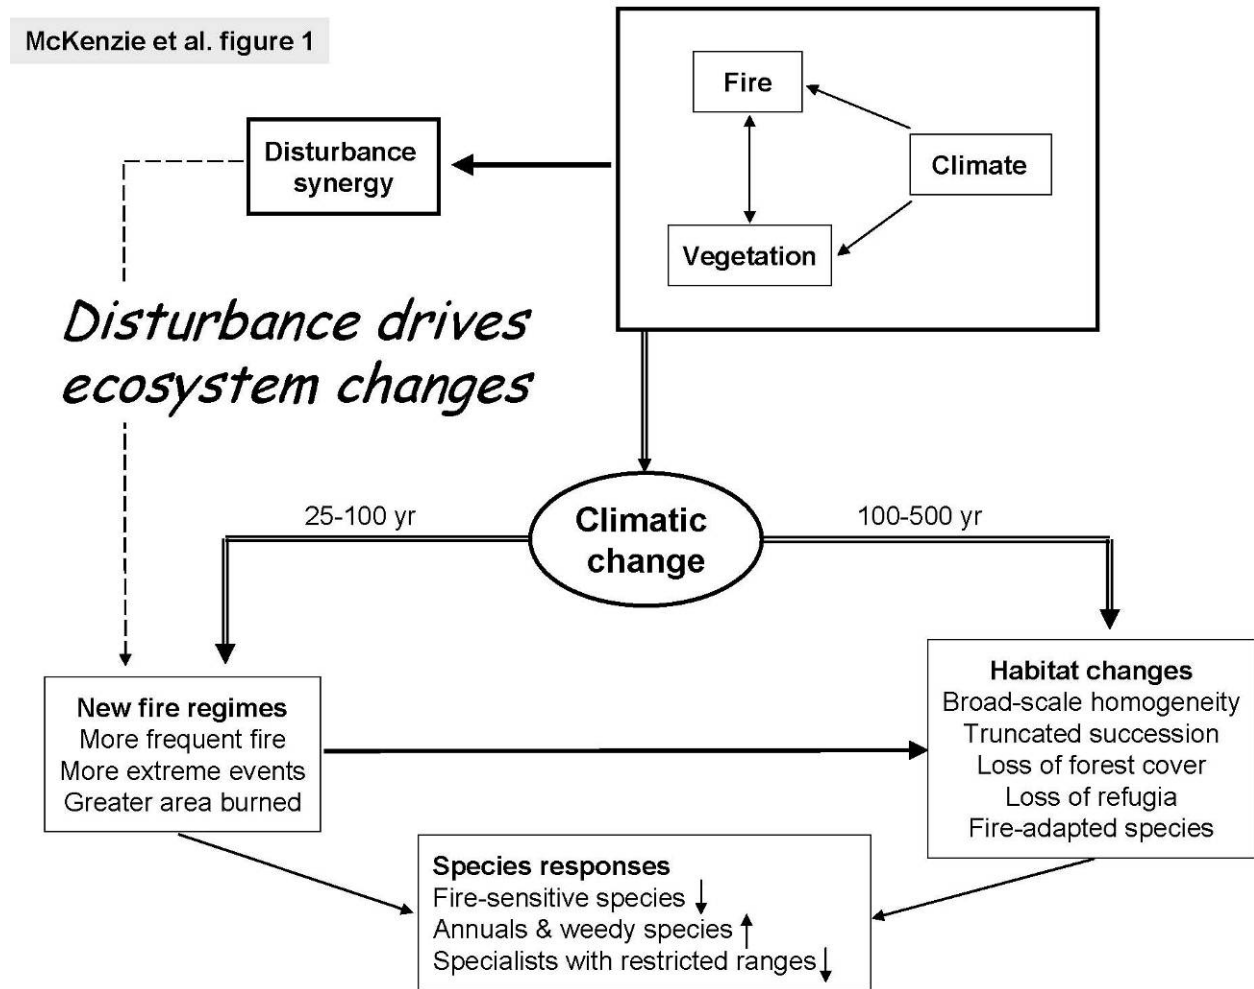 McKenzie et al. figure 1
Fire
Climate
Vegetation
Disturbance
synergy
Disturbance drives
ecosystem changes
25-100 yr
Climatic
change
100-500 yr
New fire regimes
More frequent fire
More extreme events
Greater area burned
Habitat changes
Broad-scale homogeneity
Truncated succession
Loss of forest cover
Loss of refugia
Fire-adapted species
Species responses
Fire-sensitive species
Annuals & weedy species
Specialists with restricted ranges